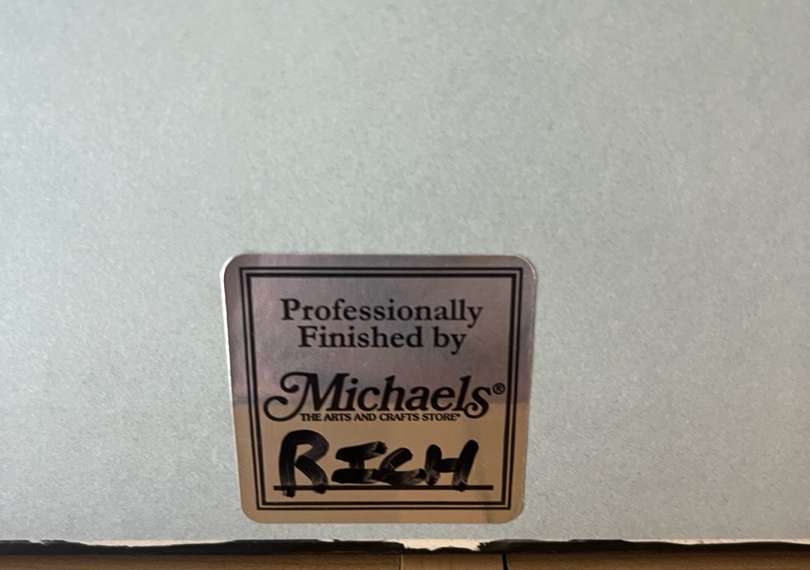 Professionally
Finished by
Michaels®
THE ARTS AND CRAFTS STORE®
RICH